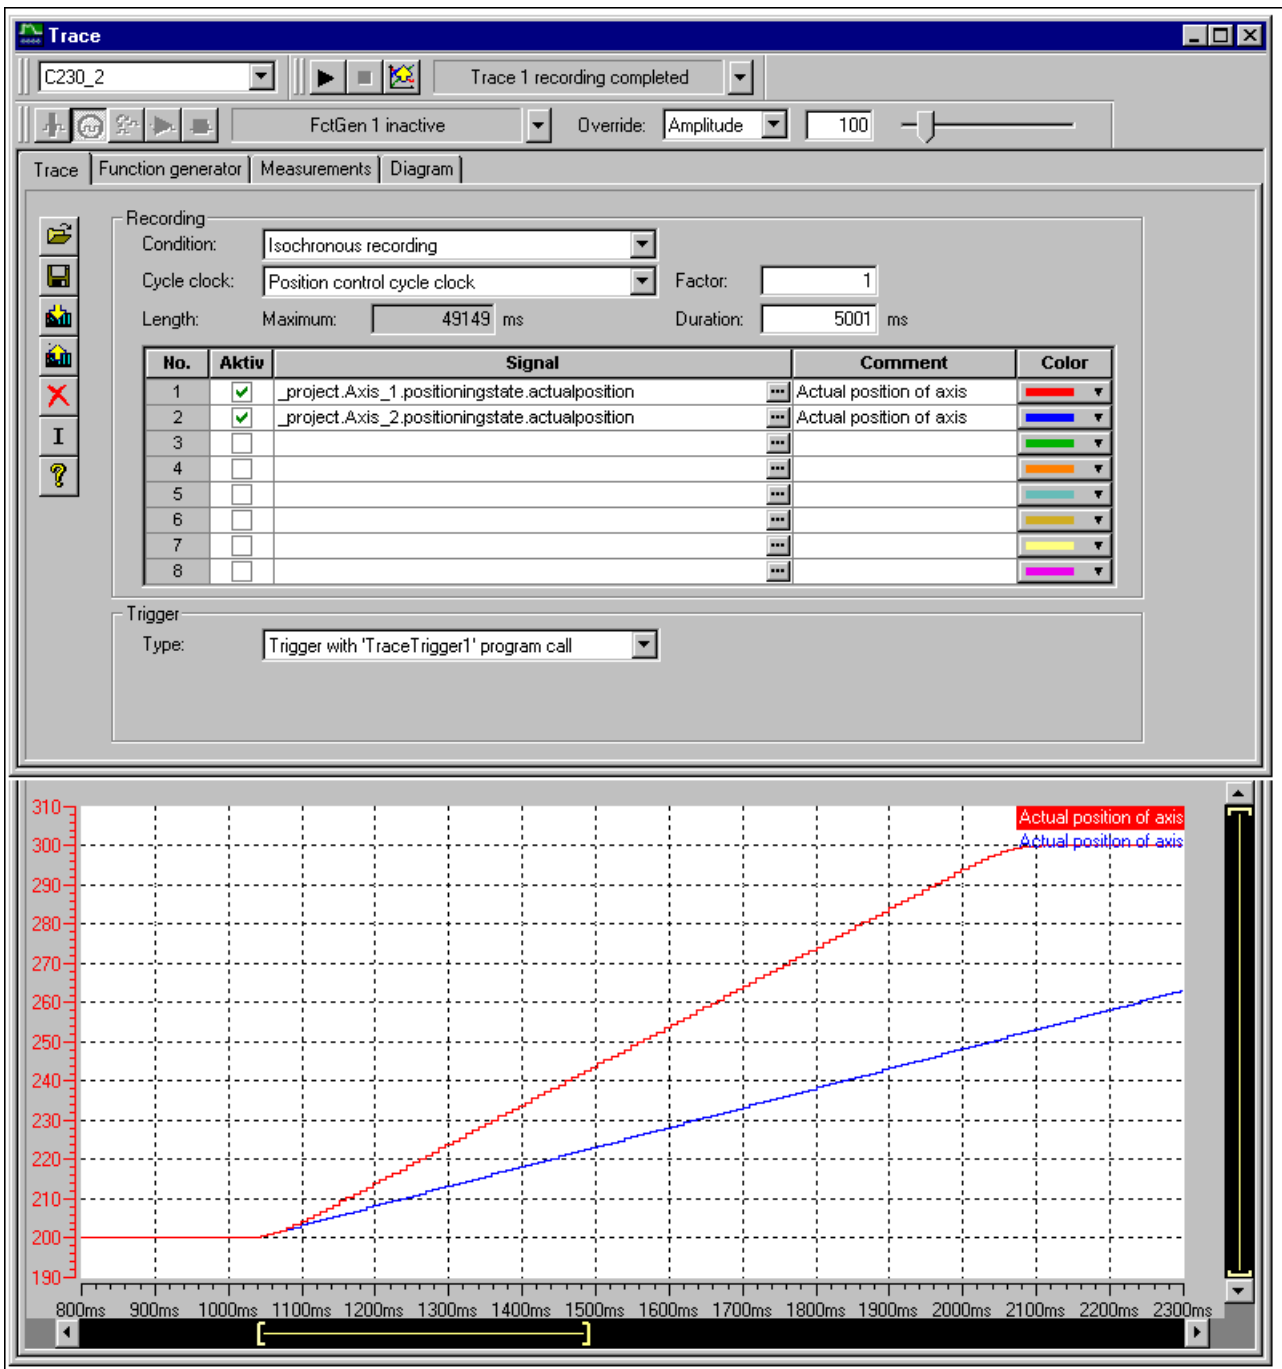 Trace
C230_2 Trace 1 recording completed
FctGen 1 inactive Override: Amplitude 100
Trace Function generator Measurements Diagram
Recording
Condition: Isochronous recording
Cycle clock: Position control cycle clock Factor: 1
Length: Maximum: 49149 ms Duration: 5001 ms
No. Aktiv Signal Comment Color
1 _project.Axis_1.positioningstate.actualposition ... Actual position of axis
2 _project.Axis_2.positioningstate.actualposition ... Actual position of axis
3 ...
4 ...
5 ...
6 ...
7 ...
8 ...
Trigger
Type: Trigger with 'TraceTrigger1' program call
310
Actual position of axis
Actual position of axis
300
290
280
270
260
250
240
230
220
210
200
190
800ms 900ms 1000ms 1100ms 1200ms 1300ms 1400ms 1500ms 1600ms 1700ms 1800ms 1900ms 2000ms 2100ms 2200ms 2300ms